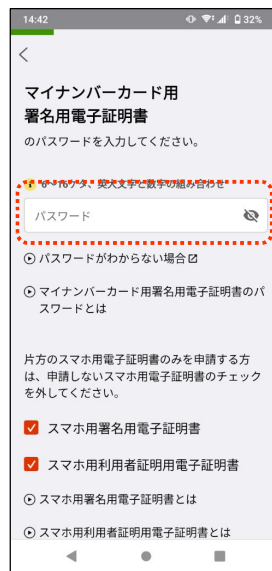 14:42 32%
マイナンバーカード用
署名用電子証明書
のパスワードを入力してください。
6～16ケタ、英大文字と数字の組み合わせ
パスワード
パスワードがわからない場合
マイナンバーカード用署名用電子証明書のパ
スワードとは
片方のスマホ用電子証明書のみを申請する方
は、申請しないスマホ用電子証明書のチェック
を外してください。
スマホ用署名用電子証明書
スマホ用利用者証明用電子証明書
スマホ用署名用電子証明書とは
スマホ用利用者証明用電子証明書とは